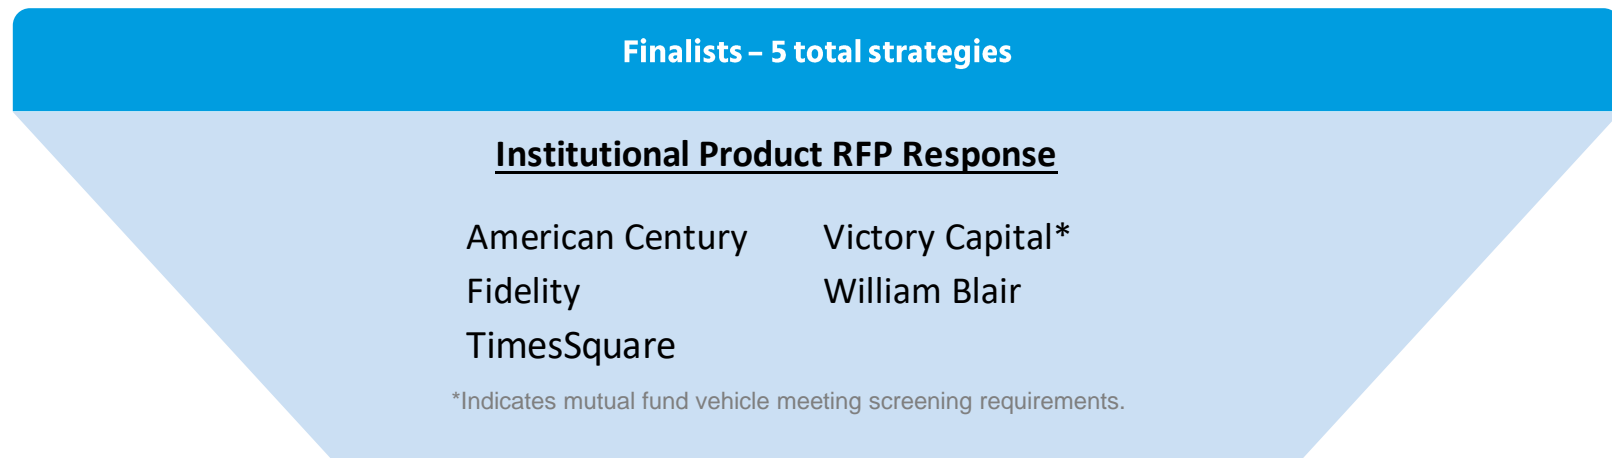 Finalists – 5 total strategies
Institutional Product RFP Response
American Century
Fidelity
TimesSquare
Victory Capital*
William Blair
*Indicates mutual fund vehicle meeting screening requirements.